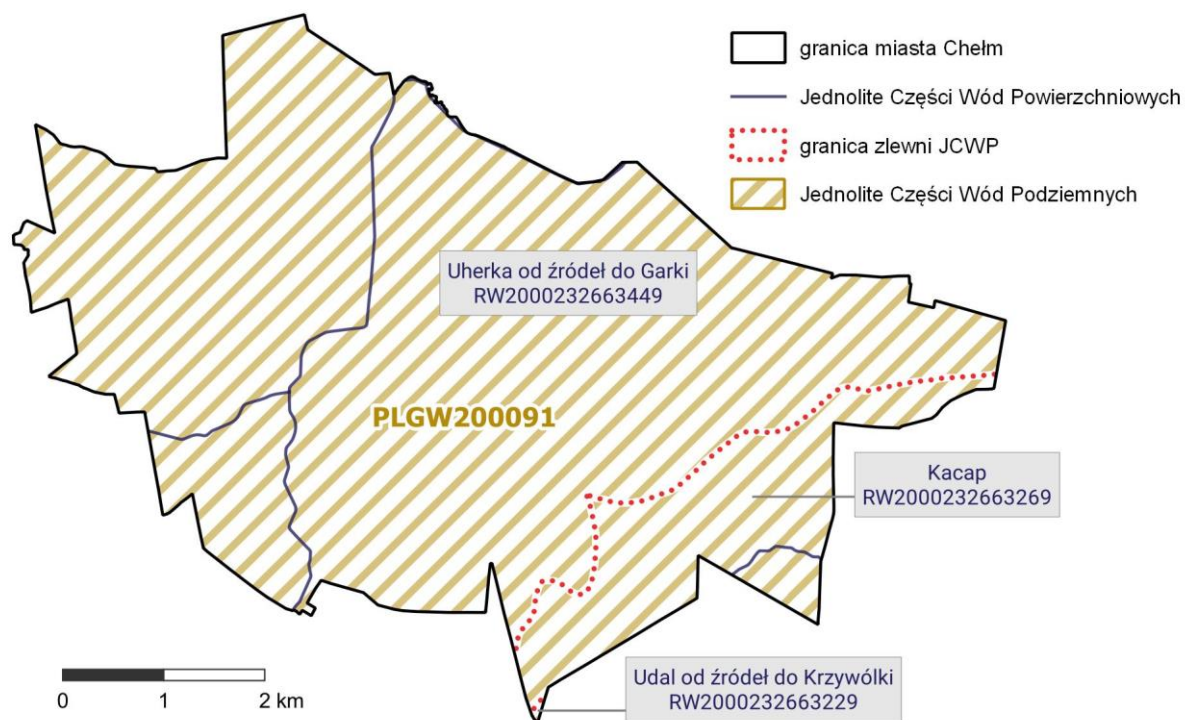 granica miasta Chełm
Jednolite Części Wód Powierzchniowych
granica zlewni JCWP
Jednolite Części Wód Podziemnych
Uherka od źródeł do Garki
RW2000232663449
PLGW200091
Kacap
RW2000232663269
Udal od źródeł do Krzywólki
RW2000232663229
0 1 2 km